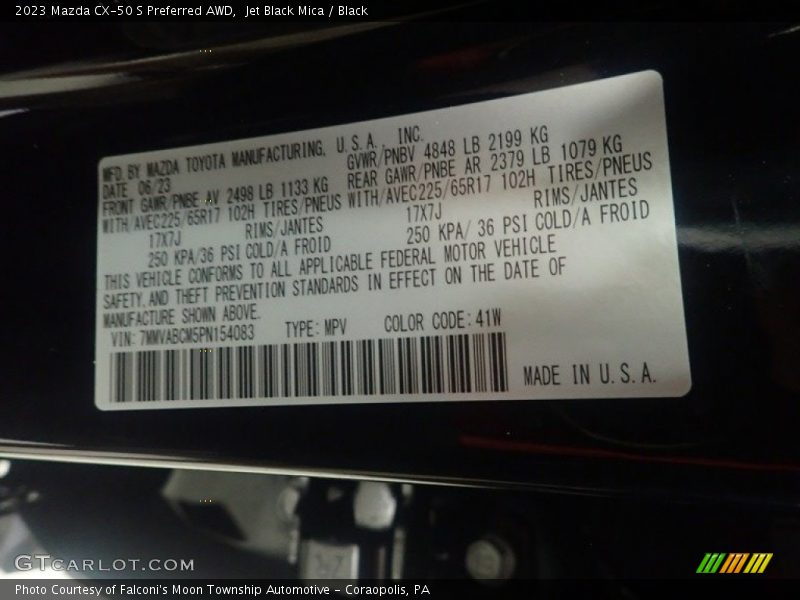 2023 Mazda CX-50 S Preferred AWD, Jet Black Mica / Black
MFD. BY MAZDA TOYOTA MANUFACTURING, U.S.A. INC.
DATE 06/23 GVWR/PNBV 4848 LB 2199 KG
FRONT GAWR/PNBE AV 2498 LB 1133 KG REAR GAWR/PNBE AR 2379 LB 1079 KG
WITH/AVEC225/65R17 102H TIRES/PNEUS WITH/AVEC225/65R17 102H TIRES/PNEUS
17X7J RIMS/JANTES 17X7J RIMS/JANTES
250 KPA/36 PSI COLD/A FROID 250 KPA/ 36 PSI COLD/A FROID
THIS VEHICLE CONFORMS TO ALL APPLICABLE FEDERAL MOTOR VEHICLE
SAFETY, AND THEFT PREVENTION STANDARDS IN EFFECT ON THE DATE OF
MANUFACTURE SHOWN ABOVE.
VIN: 7MMVABCM5PN154083 TYPE: MPV COLOR CODE: 41W
MADE IN U.S.A.
GTcarlot.com
Photo Courtesy of Falconi's Moon Township Automotive - Coraopolis, PA